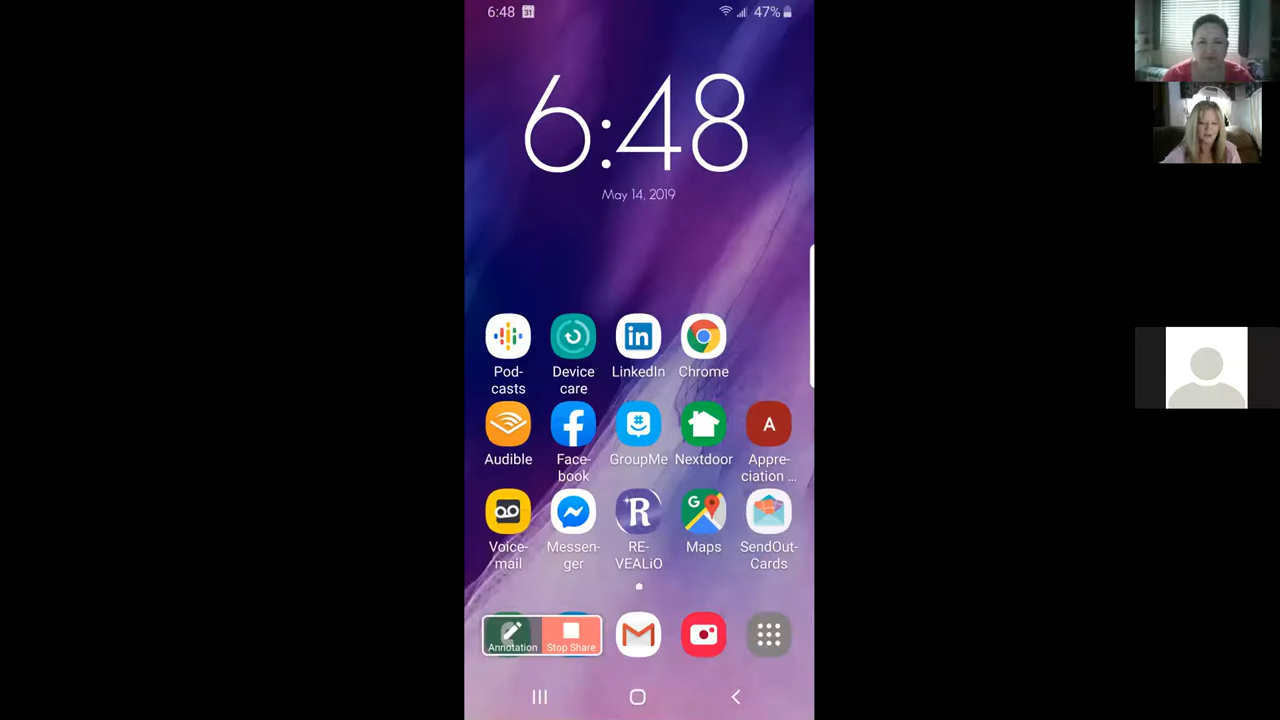 6:48 31 47%
6:48
May 14, 2019
Pod-
casts
Device
care
LinkedIn
Chrome
Audible
Face-
book
GroupMe
Nextdoor
A
Appre-
ciation ...
Voice-
mail
Messen-
ger
R
RE-
VEALiO
G
Maps
SendOut-
Cards
Annotation
Stop Share